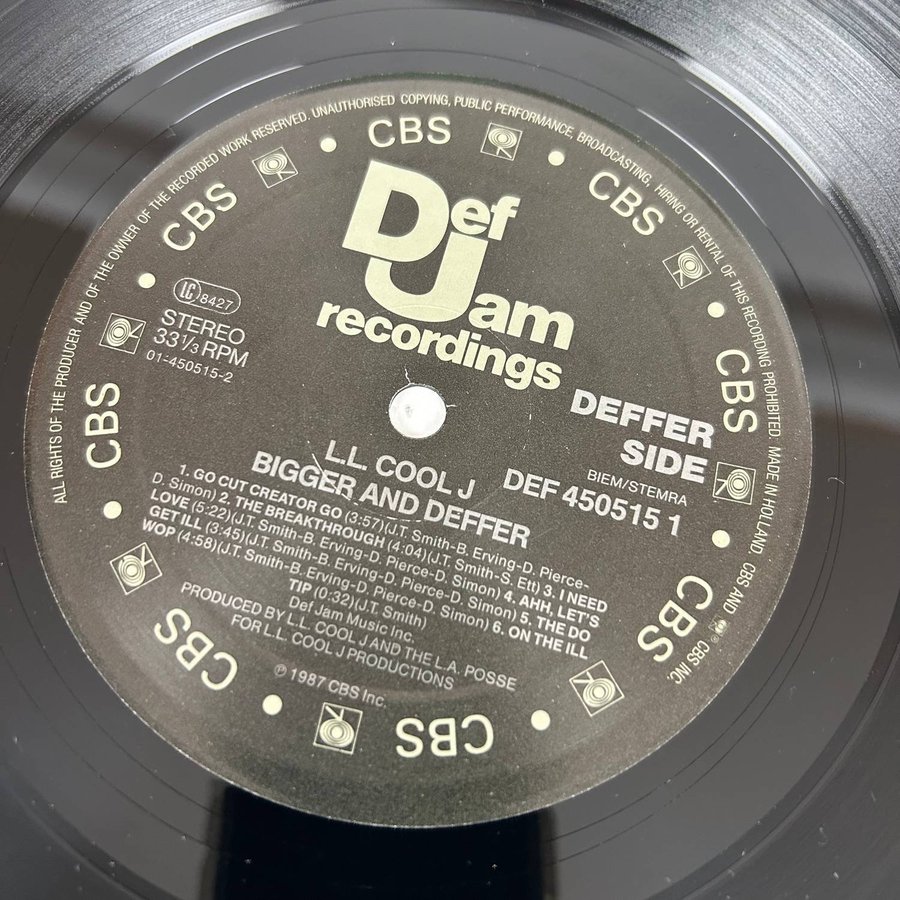 ALL RIGHTS OF THE PRODUCER AND OF THE OWNER OF THE RECORDED WORK RESERVED. UNAUTHORISED COPYING, PUBLIC PERFORMANCE, BROADCASTING, HIRING OR RENTAL OF THIS RECORDING PROHIBITED. MADE IN HOLLAND CBS AND ® CBS INC.
CBS
CBS
CBS
CBS
CBS
CBS
CBS
CBS
Def
Jam
recordings
LC 8427
STEREO
33 1/3 RPM
01-450515-2
DEFFER
SIDE
BIEM/STEMRA
DEF 450515 1
L.L. COOL J
BIGGER AND DEFFER
1. GO CUT CREATOR GO (3:57)(J.T. Smith-B. Erving-D. Pierce-
D. Simon) 2. THE BREAKTHROUGH (4:04)(J.T. Smith-S. Ett) 3. I NEED
LOVE (5:22)(J.T. Smith-B. Erving-D. Pierce-D. Simon) 4. AHH, LET'S
GET ILL (3:45)(J.T. Smith-B. Erving-D. Pierce-D. Simon) 5. THE DO
WOP (4:58)(J.T. Smith-B. Erving-D. Pierce-D. Simon) 6. ON THE ILL
TIP (0:32)(J.T. Smith)
Def Jam Music Inc.
PRODUCED BY L.L. COOL J AND THE L.A. POSSE
FOR L.L. COOL J PRODUCTIONS
℗ 1987 CBS Inc.